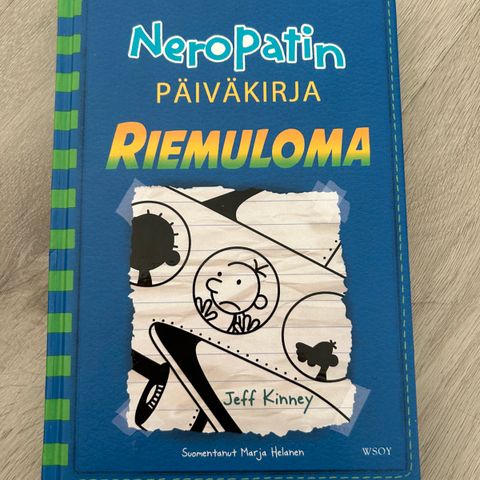 Neropatin
PÄIVÄKIRJA
RIEMULOMA
Jeff Kinney
Suomentanut Marja Helanen
WSOY